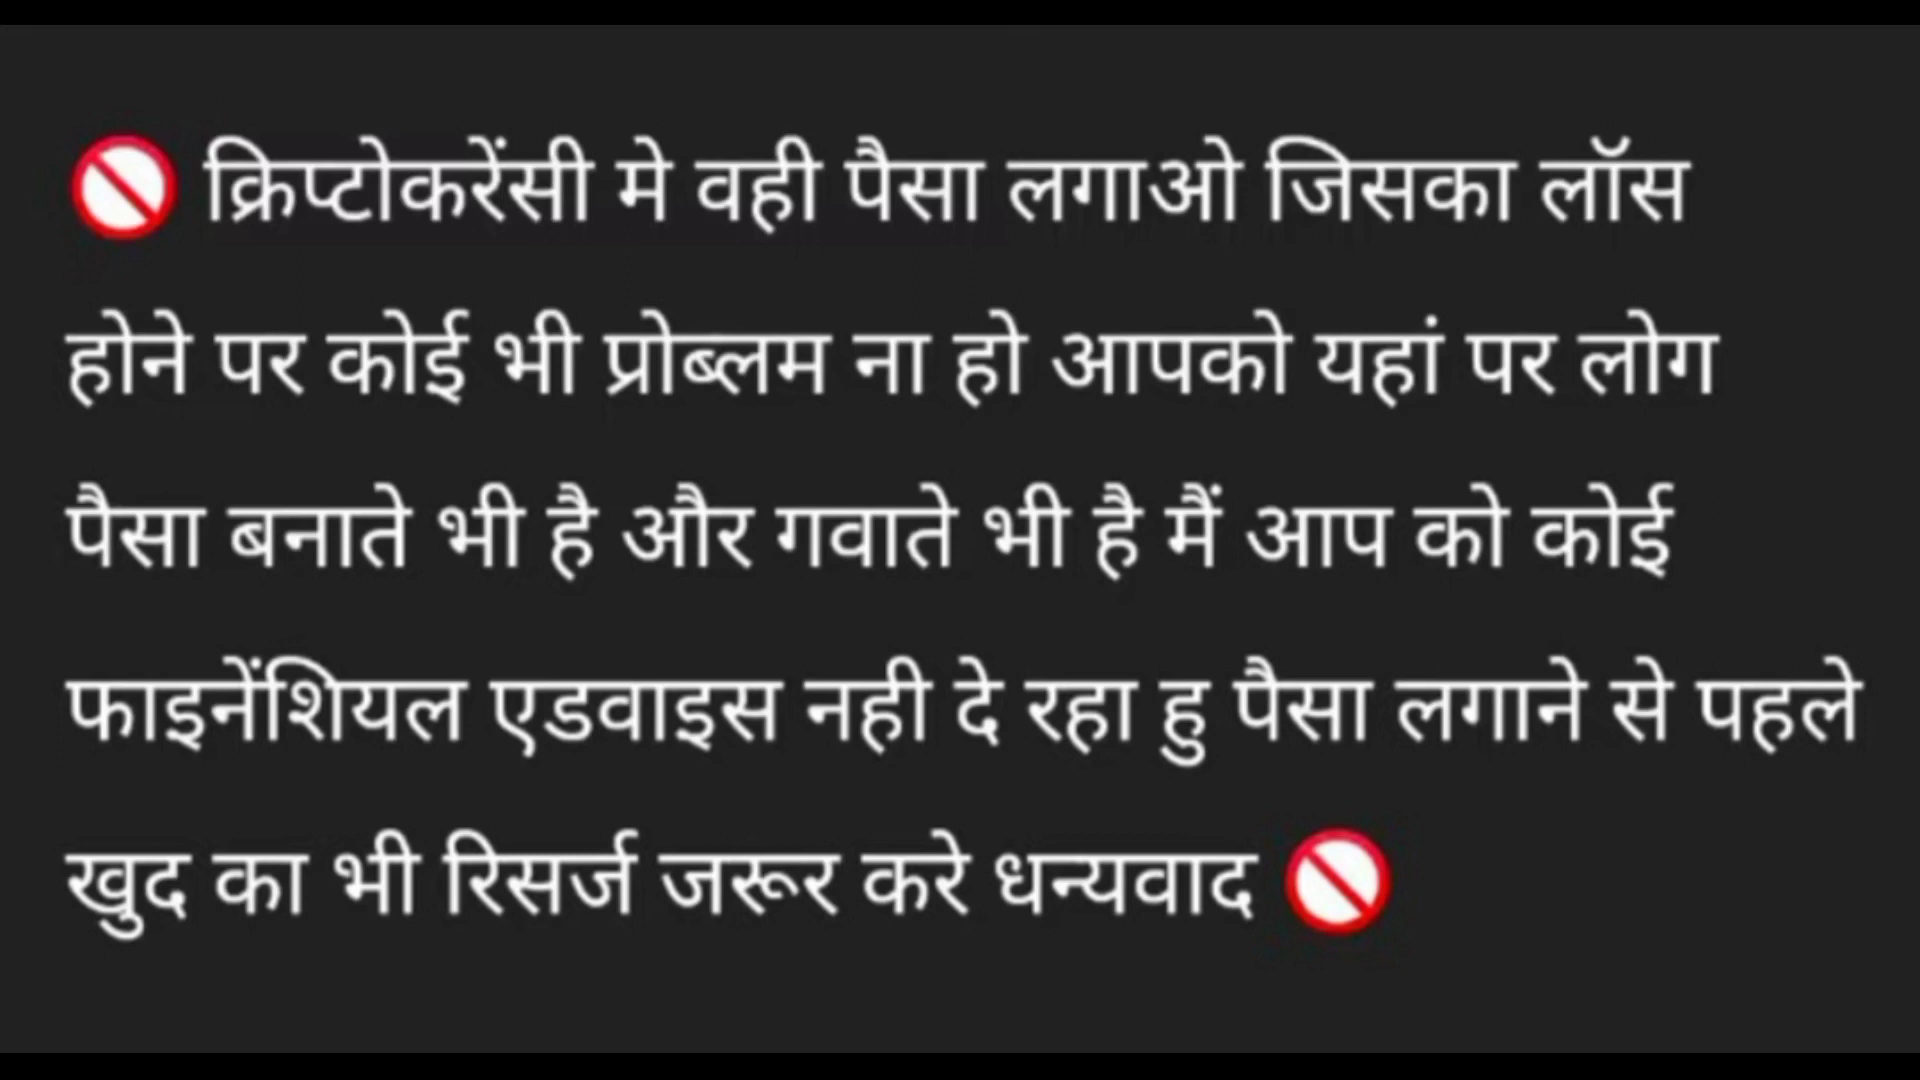 🚫 क्रिप्टोकरेंसी मे वही पैसा लगाओ जिसका लॉस
होने पर कोई भी प्रोब्लम ना हो आपको यहां पर लोग
पैसा बनाते भी है और गवाते भी है मैं आप को कोई
फाइनेंशियल एडवाइस नही दे रहा हु पैसा लगाने से पहले
खुद का भी रिसर्ज जरूर करे धन्यवाद 🚫